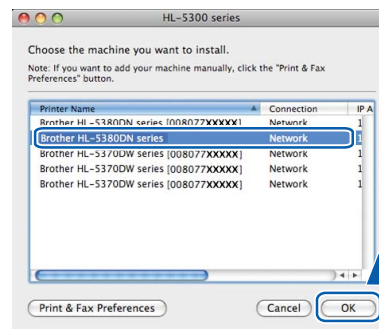 HL-5300 series
Choose the machine you want to install.
Note: If you want to add your machine manually, click the "Print & Fax
Preferences" button.
Printer Name Connection IP A
Brother HL-5380DN series [008077XXXXX] Network 1
Brother HL-5380DN series Network 1
Brother HL-5370DW series [008077XXXXX] Network 1
Brother HL-5370DW series [008077XXXXX] Network 1
Brother HL-5370DW series [008077XXXXX] Network 1
Print & Fax Preferences Cancel OK